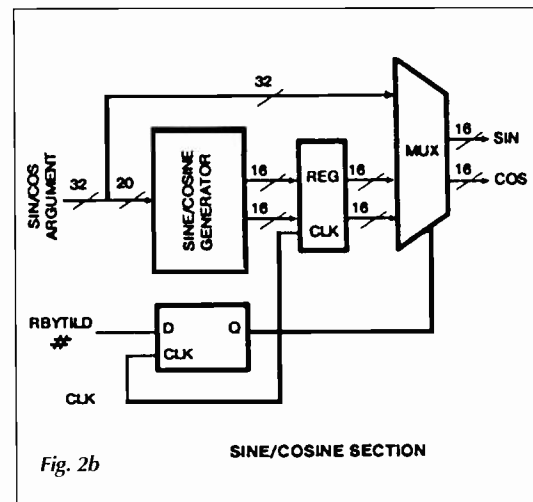 32
MUX
16
SIN
16
COS
SIN/COS
ARGUMENT
32
20
SINE/COSINE
GENERATOR
16
16
REG
CLK
16
16
RBYTILD
#
D
Q
CLK
CLK
Fig. 2b
SINE/COSINE SECTION